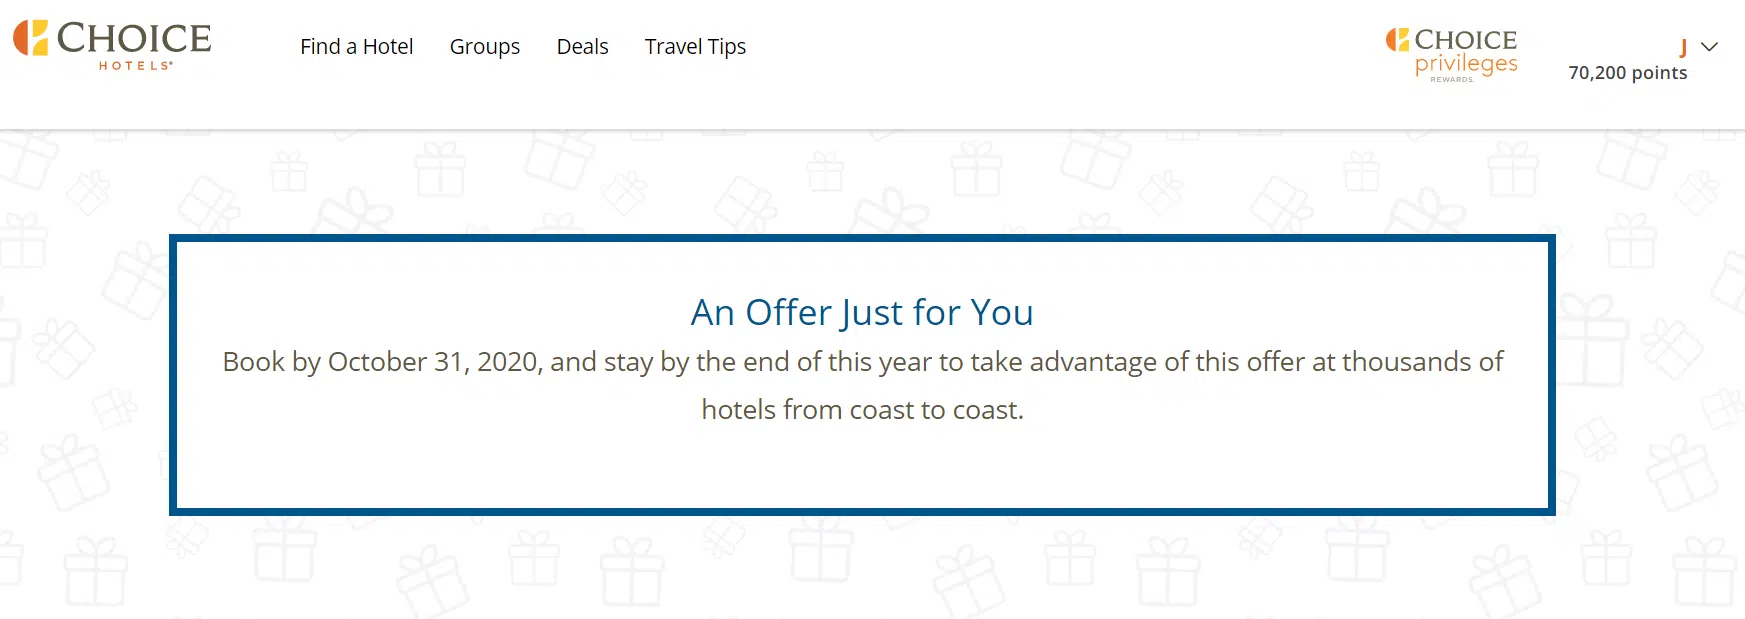 CHOICE
HOTELS®
Find a Hotel
Groups
Deals
Travel Tips
CHOICE
privileges
REWARDS
J
70,200 points
An Offer Just for You
Book by October 31, 2020, and stay by the end of this year to take advantage of this offer at thousands of
hotels from coast to coast.